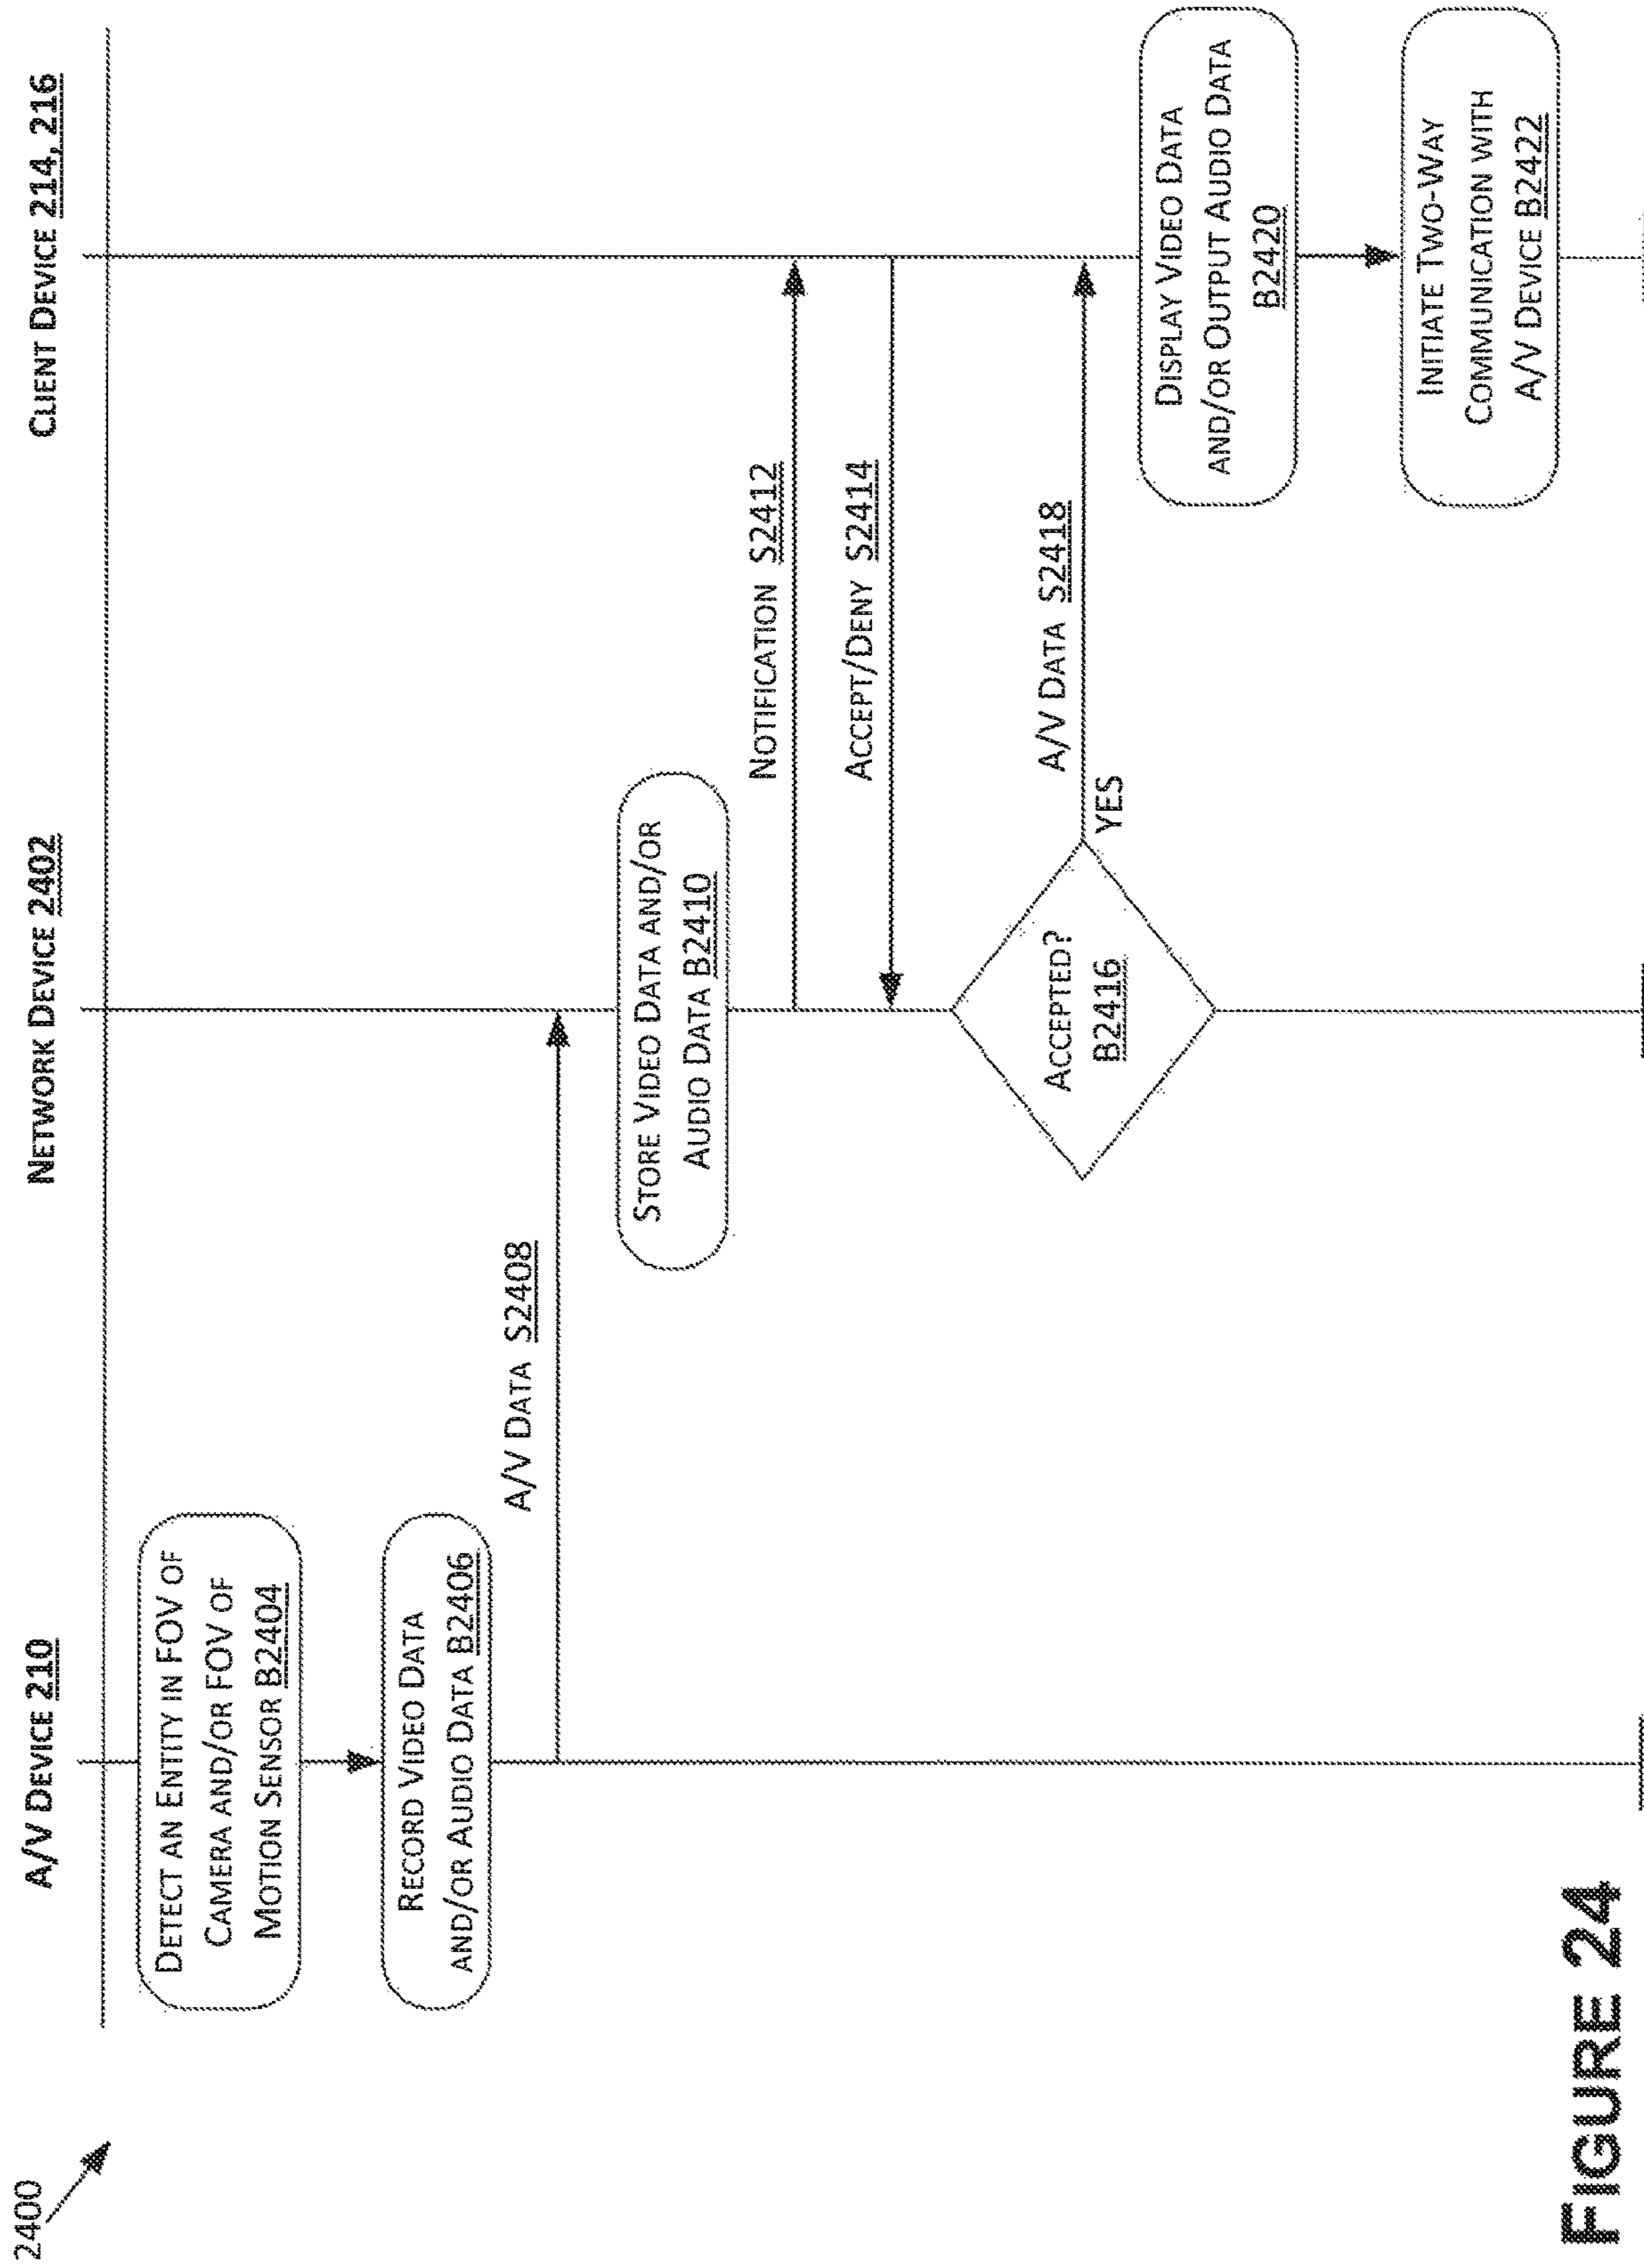 2400
A/V DEVICE 210
NETWORK DEVICE 2402
CLIENT DEVICE 214, 216
DETECT AN ENTITY IN FOV OF
CAMERA AND/OR FOV OF
MOTION SENSOR B2404
RECORD VIDEO DATA
AND/OR AUDIO DATA B2406
A/V DATA S2408
STORE VIDEO DATA AND/OR
AUDIO DATA B2410
NOTIFICATION S2412
ACCEPT/DENY S2414
ACCEPTED?
B2416
YES
A/V DATA S2418
DISPLAY VIDEO DATA
AND/OR OUTPUT AUDIO DATA
B2420
INITIATE TWO-WAY
COMMUNICATION WITH
A/V DEVICE B2422
FIGURE 24